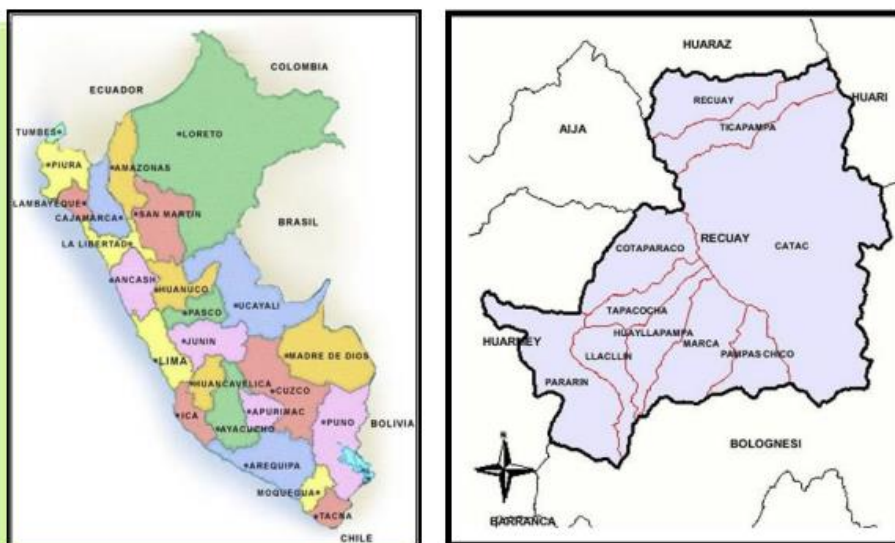 COLOMBIA
ECUADOR
TUMBES
LORETO
PIURA
AMAZONAS
LAMBAYEQUE
SAN MARTIN
CAJAMARCA
BRASIL
LA LIBERTAD
ANCASH
HUANUCO
UCAYALI
PASCO
JUNIN
MADRE DE DIOS
LIMA
HUANCAVELICA
CUZCO
ICA
APURIMAC
PUNO
BOLIVIA
AYACUCHO
AREQUIPA
MOQUEGUA
TACNA
CHILE
HUARAZ
HUARI
RECUAY
AIJA
TICAPAMPA
RECUAY
COTAPARACO
CATAC
TAPACOCHA
HUAYLLAPAMPA
HUARMEY
MARCA
LLACLLIN
PAMPAS CHICO
PARARIN
BOLOGNESI
BARRANCA